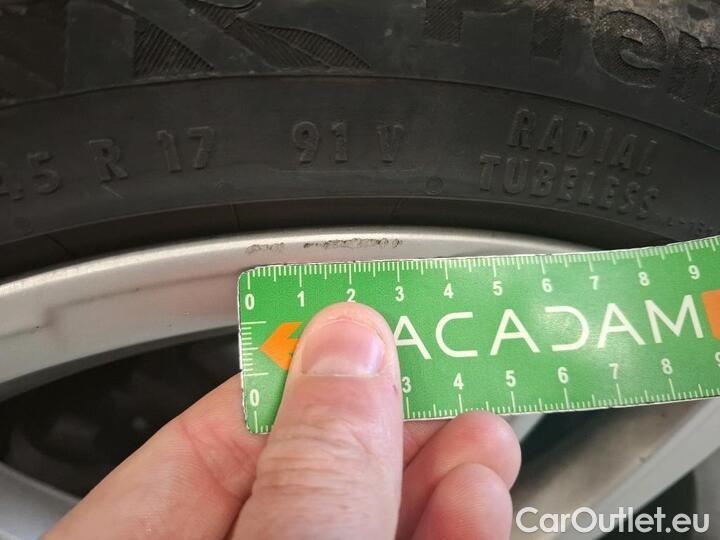 45 R 17 91 V
RADIAL
TUBELESS
0 1 2 3 4 5 6 7 8 9
ACADAM
0 3 4 5 6 7 8 9
CarOutlet.eu